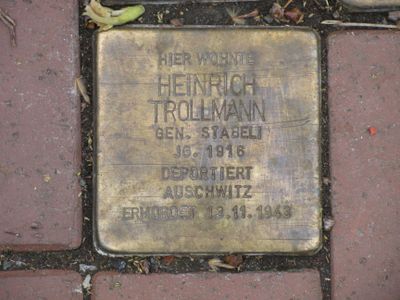 HIER WOHNTE
HEINRICH
TROLLMANN
GEN. STABELI
JG. 1916
DEPORTIERT
AUSCHWITZ
ERMORDET 13.11.1943